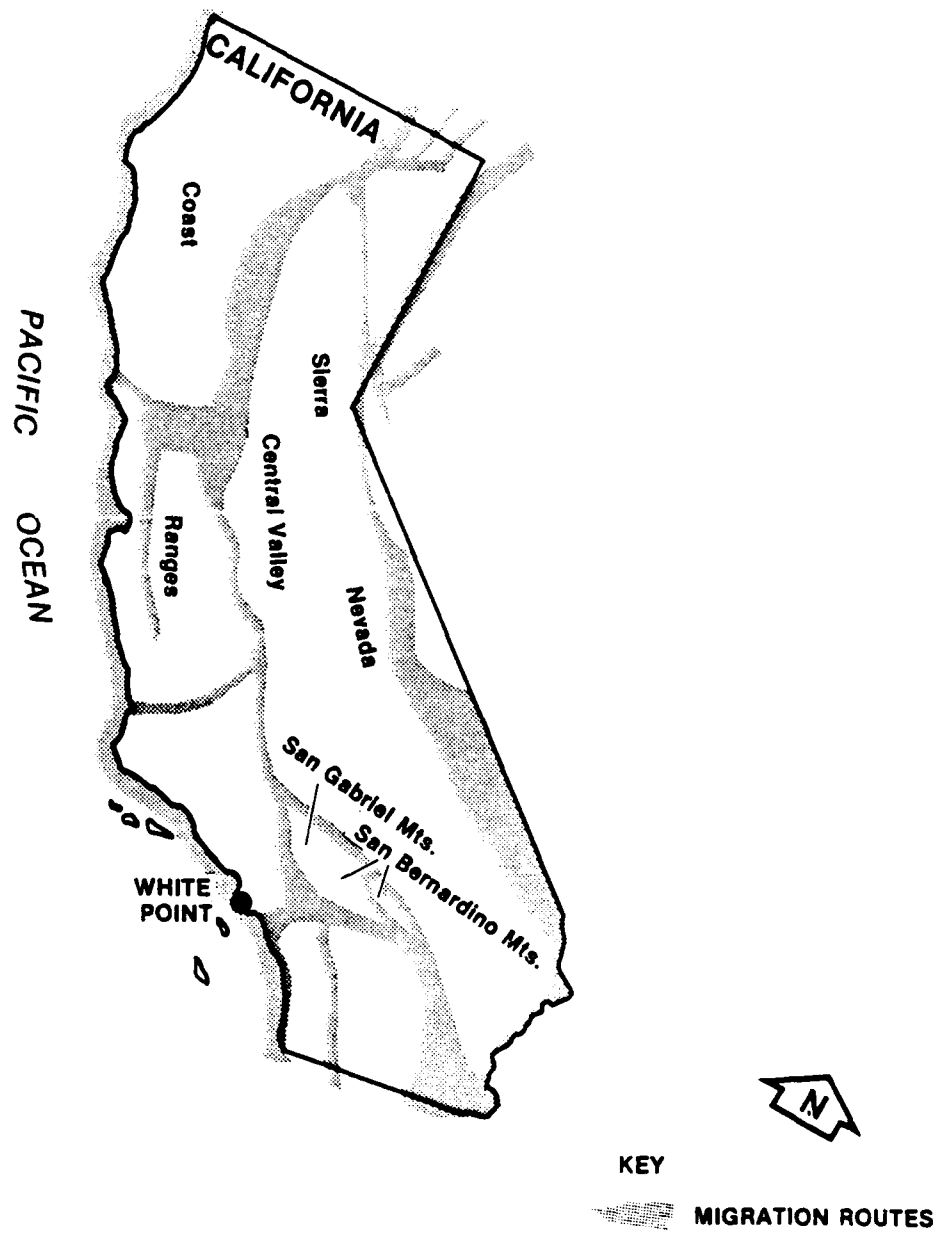 CALIFORNIA
Coast
PACIFIC OCEAN
Sierra
Central Valley
Ranges
Nevada
San Gabriel Mts.
San Bernardino Mts.
WHITE
POINT
N
KEY
MIGRATION ROUTES